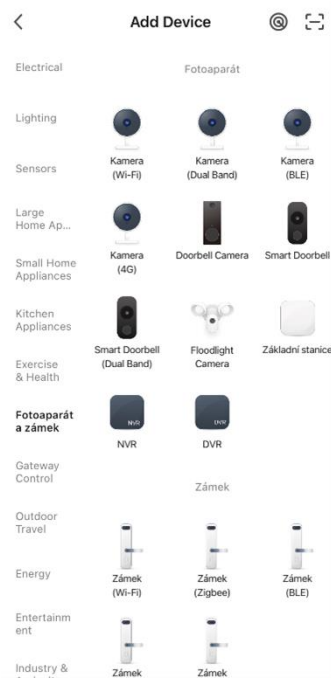 Add Device
Electrical
Lighting
Sensors
Large
Home Ap...
Small Home
Appliances
Kitchen
Appliances
Exercise
& Health
Fotoaparát
a zámek
Gateway
Control
Outdoor
Travel
Energy
Entertainm
ent
Industry &
Fotoaparát
Kamera
(Wi-Fi)
Kamera
(Dual Band)
Kamera
(BLE)
Kamera
(4G)
Doorbell Camera
Smart Doorbell
Smart Doorbell
(Dual Band)
Floodlight
Camera
Základní stanice
NVR
NVR
DVR
DVR
Zámek
Zámek
(Wi-Fi)
Zámek
(Zigbee)
Zámek
(BLE)
Zámek
Zámek